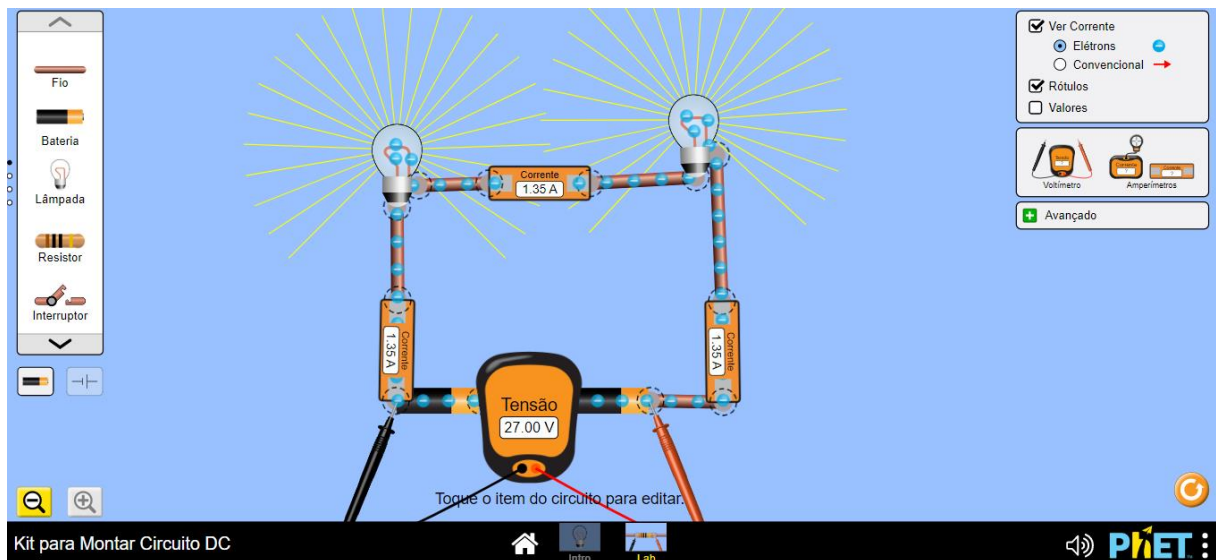 Fio
Bateria
Lâmpada
Resistor
Interruptor
Corrente
1.35 A
Corrente
1.35 A
Corrente
1.35 A
Tensão
27.00 V
Toque o item do circuito para editar.
Ver Corrente
Elétrons
Convencional
Rótulos
Valores
Voltímetro
Amperímetros
Avançado
Kit para Montar Circuito DC
Intro
Lab
PhET